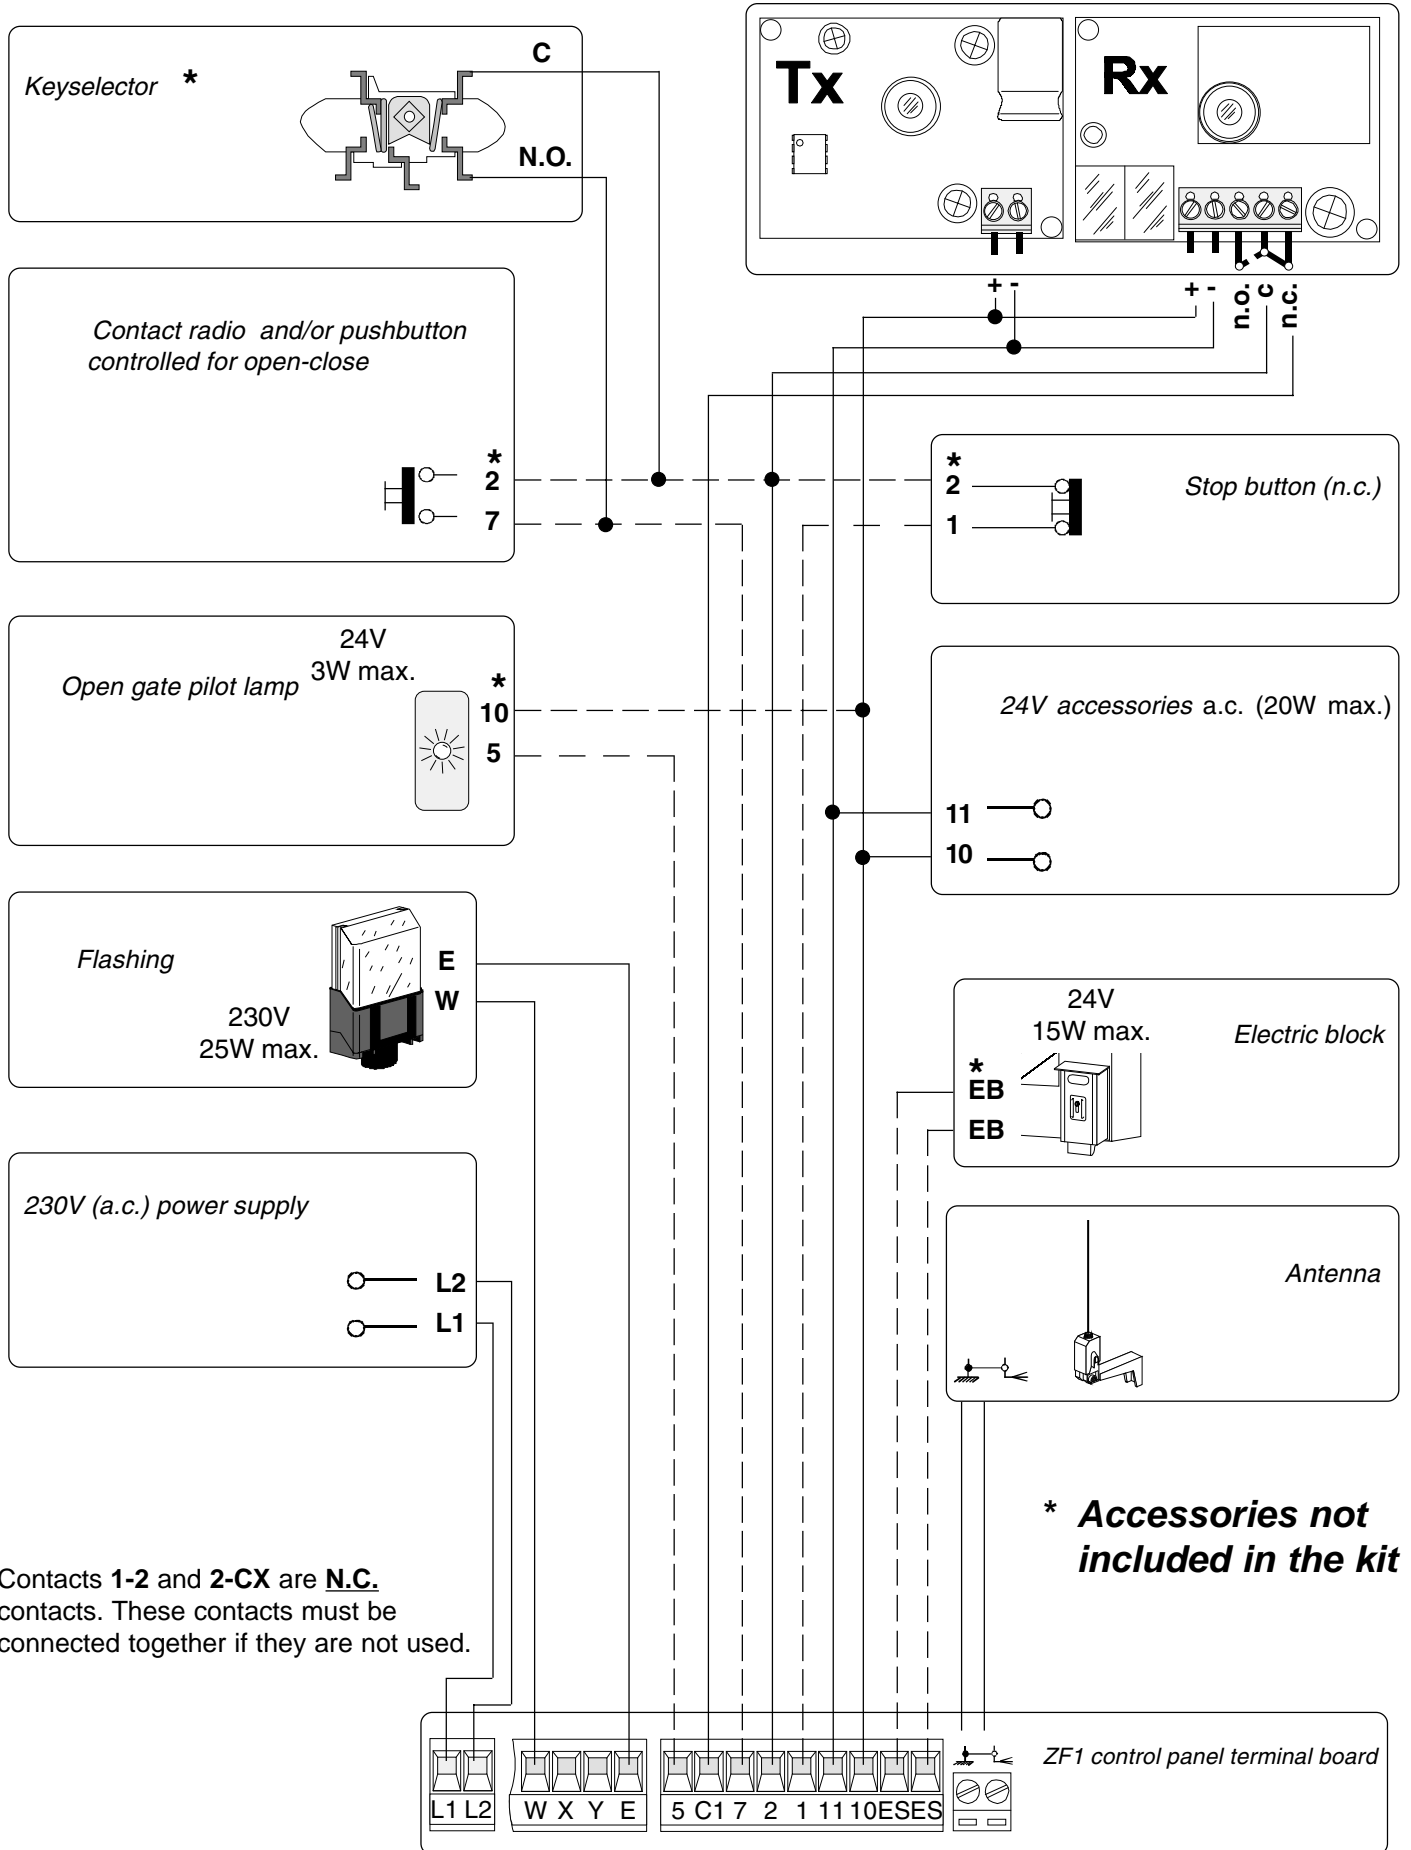 Keyselector *
C
N.O.
Tx
Rx
+ -
+ -
n.o.
c
n.c.
Contact radio and/or pushbutton
controlled for open-close
*
2
7
*
2
1
Stop button (n.c.)
24V
3W max.
Open gate pilot lamp
*
10
5
24V accessories a.c. (20W max.)
11
10
Flashing
230V
25W max.
E
W
24V
15W max.
Electric block
*
EB
EB
230V (a.c.) power supply
L2
L1
Antenna
* Accessories not
included in the kit
Contacts 1-2 and 2-CX are N.C.
contacts. These contacts must be
connected together if they are not used.
ZF1 control panel terminal board
L1 L2 W X Y E 5 C1 7 2 1 11 10 ES ES